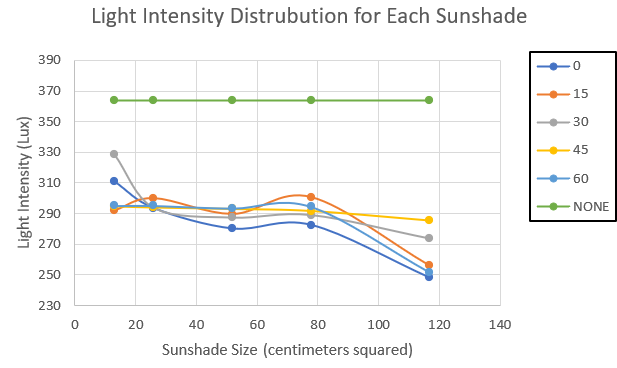 Light Intensity Distrubution for Each Sunshade
Light Intensity (Lux)
390
370
350
330
310
290
270
250
230
0 20 40 60 80 100 120 140
Sunshade Size (centimeters squared)
0
15
30
45
60
NONE